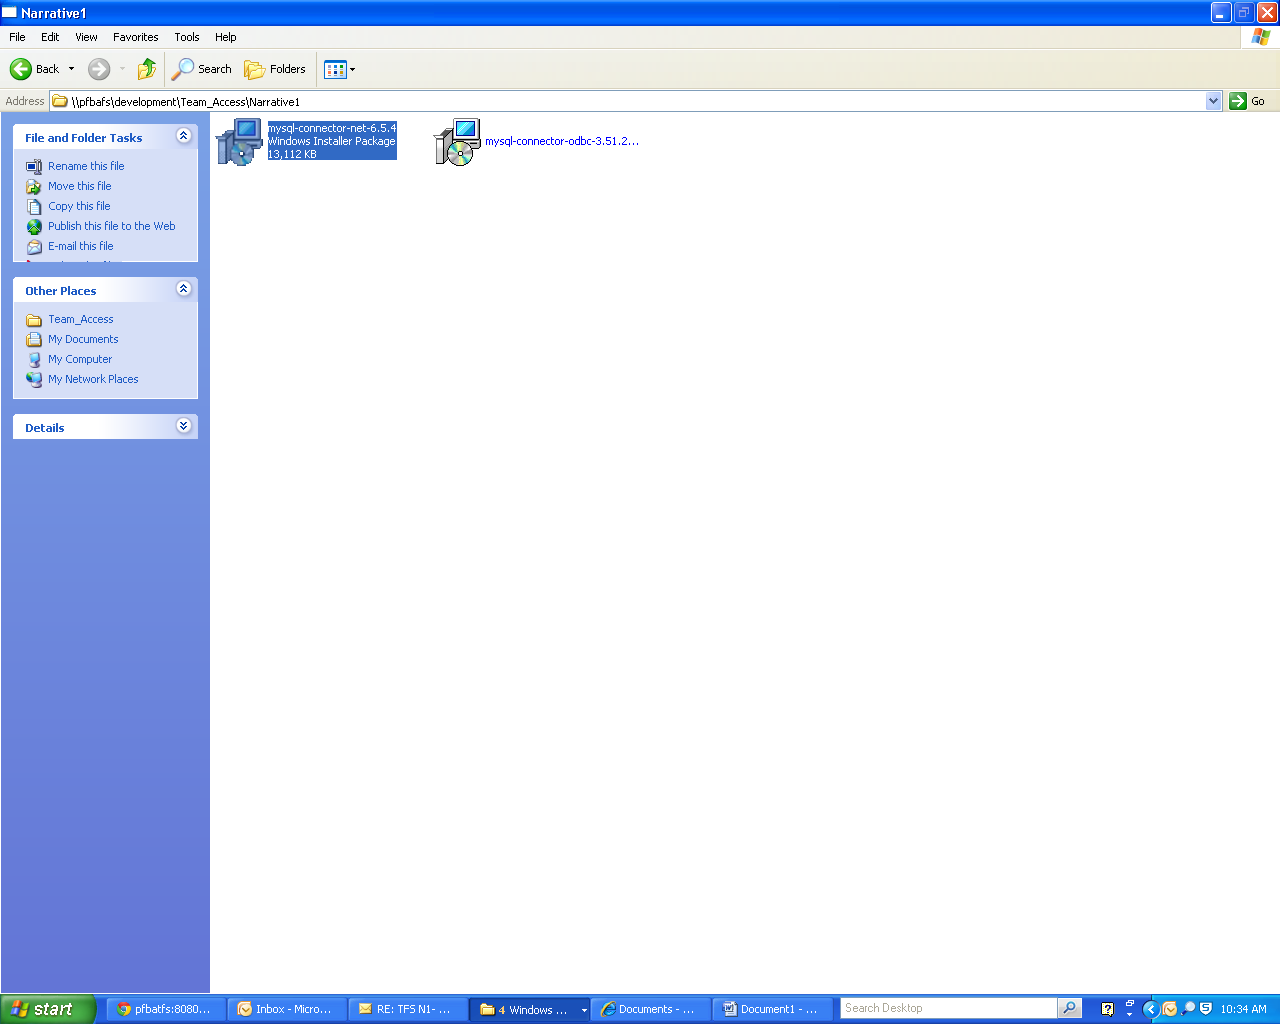 Narrative1
File Edit View Favorites Tools Help
Back Search Folders
Address \\pfbafs\development\Team_Access\Narrative1 Go
File and Folder Tasks
Rename this file
Move this file
Copy this file
Publish this file to the Web
E-mail this file
Other Places
Team_Access
My Documents
My Computer
My Network Places
Details
mysql-connector-net-6.5.4
Windows Installer Package
13,112 KB
mysql-connector-odbc-3.51.2...
start pfbatfs:8080... Inbox - Micro... RE: TFS N1- ... 4 Windows ... Documents - ... Document1 - ... Search Desktop 10:34 AM